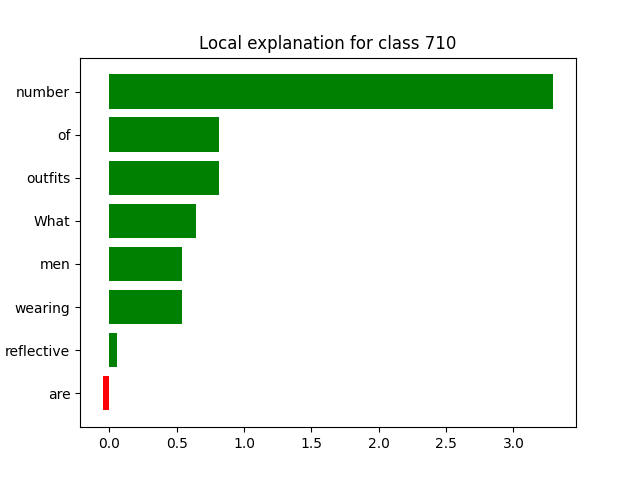 Local explanation for class 710
number
of
outfits
What
men
wearing
reflective
are
0.0 0.5 1.0 1.5 2.0 2.5 3.0